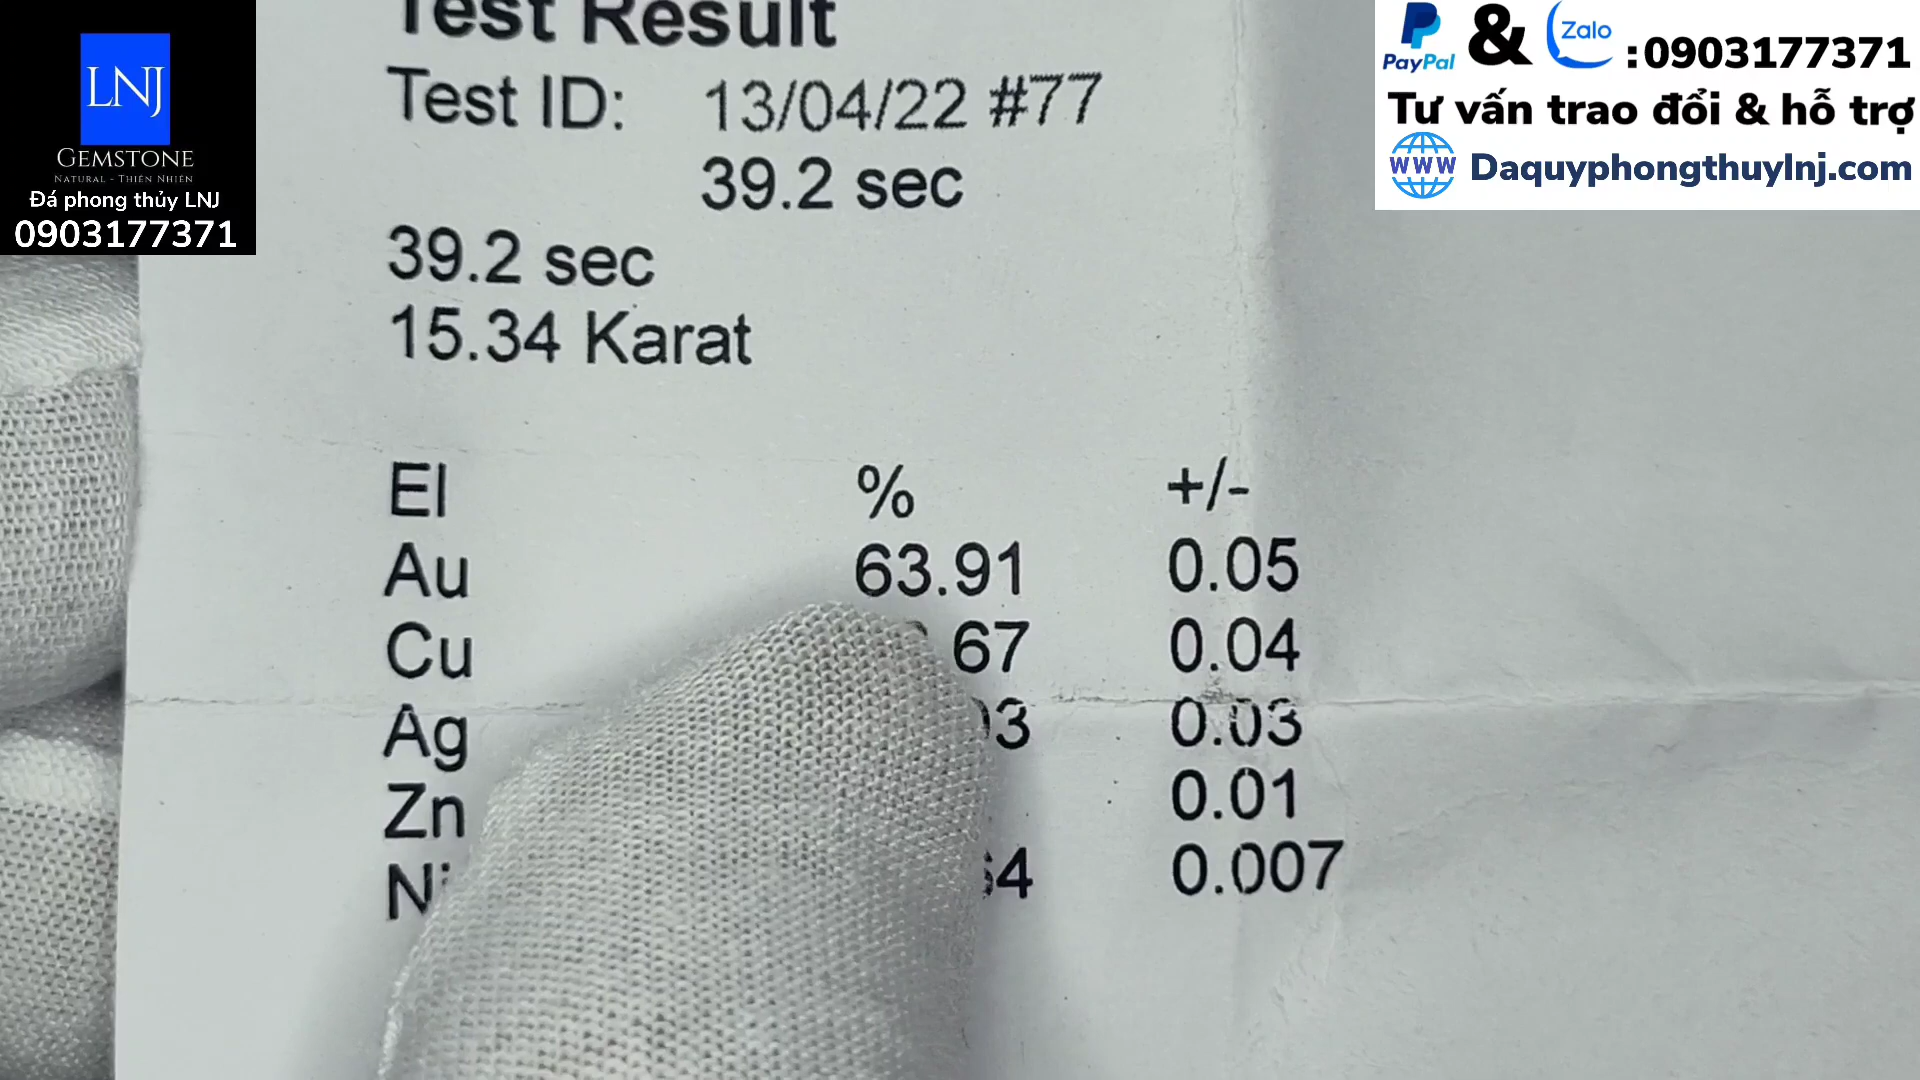 LNJ
GEMSTONE
NATURAL - THIÊN NHIÊN
Đá phong thủy LNJ
0903177371
PayPal & Zalo :0903177371
Tư vấn trao đổi & hỗ trợ
www Daquyphongthuylnj.com
Test Result
Test ID: 13/04/22 #77
39.2 sec
39.2 sec
15.34 Karat
El % +/-
Au 63.91 0.05
Cu 67 0.04
Ag 0.03
Zn 0.01
0.007